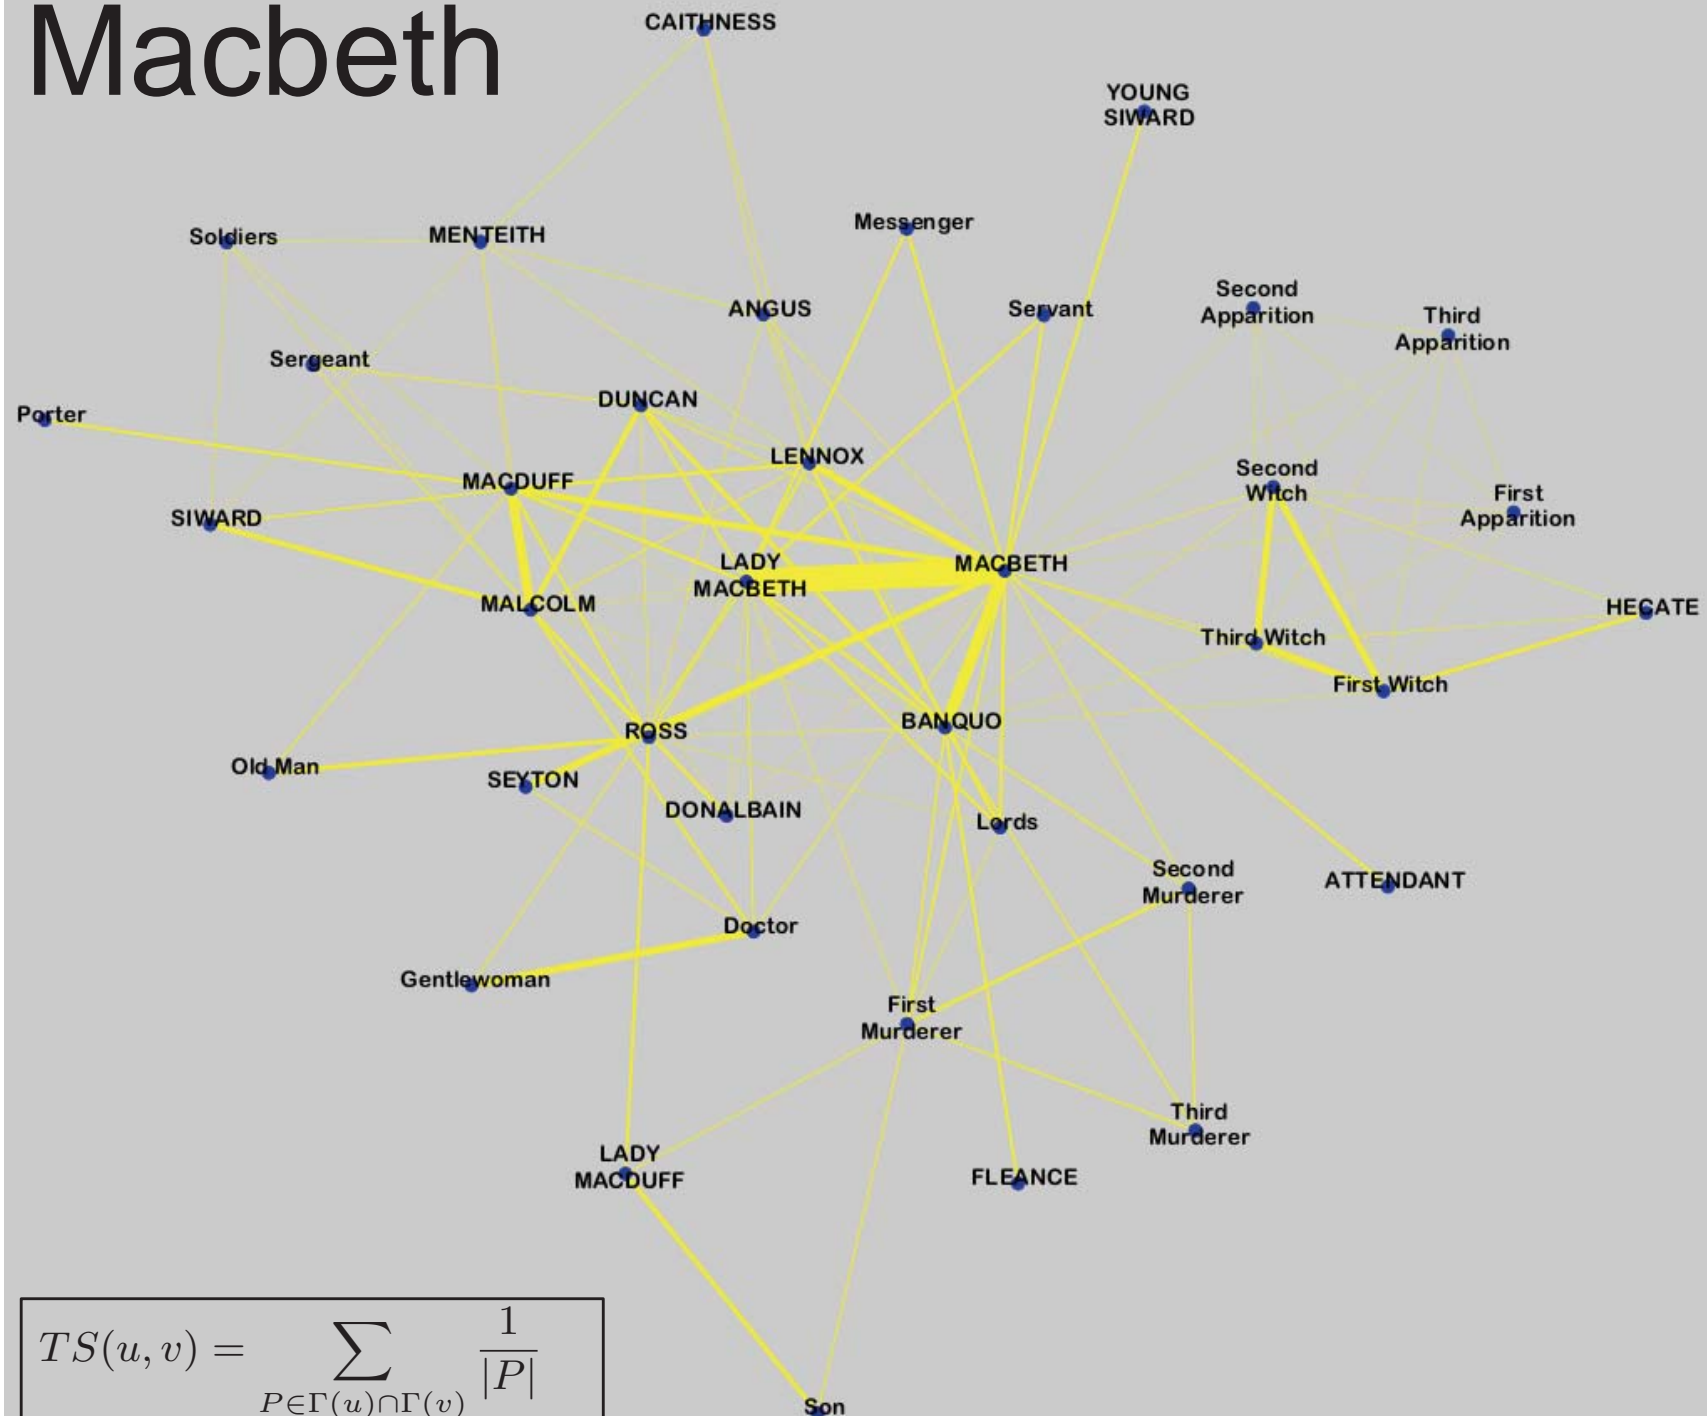 Macbeth
CAITHNESS
YOUNG
SIWARD
Messenger
Soldiers
MENTEITH
ANGUS
Servant
Second
Apparition
Third
Apparition
Sergeant
DUNCAN
Porter
LENNOX
MACDUFF
Second
Witch
First
Apparition
SIWARD
LADY
MACBETH
MACBETH
MALCOLM
HECATE
Third Witch
First Witch
BANQUO
ROSS
Old Man
SEYTON
DONALBAIN
Lords
Second
Murderer
ATTENDANT
Doctor
Gentlewoman
First
Murderer
Third
Murderer
LADY
MACDUFF
FLEANCE
TS(u, v) = ∑ 1/|P|
P∈Γ(u)∩Γ(v)
Son